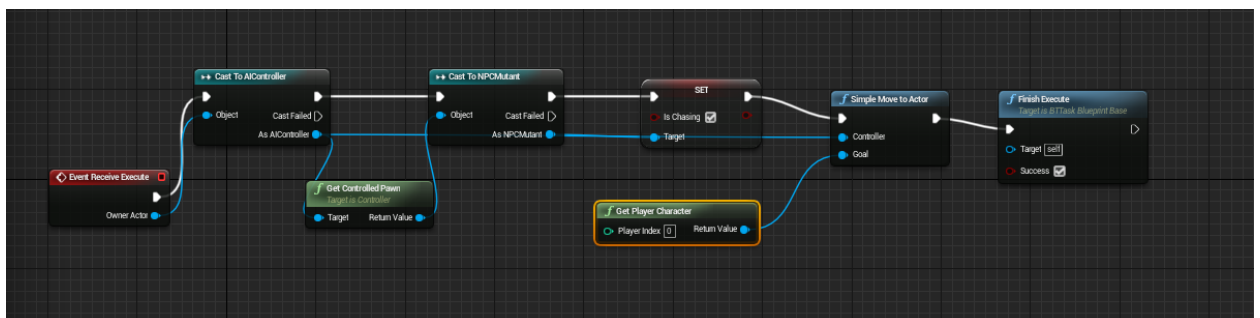 Event Receive Execute
Owner Actor
Cast To AIController
Object
Cast Failed
As AIController
Get Controlled Pawn
Target is Controller
Target
Return Value
Cast To NPCMutant
Object
Cast Failed
As NPCMutant
SET
Is Chasing
Target
Get Player Character
Player Index 0
Return Value
Simple Move to Actor
Controller
Goal
Finish Execute
Target is BTTask Blueprint Base
Target self
Success